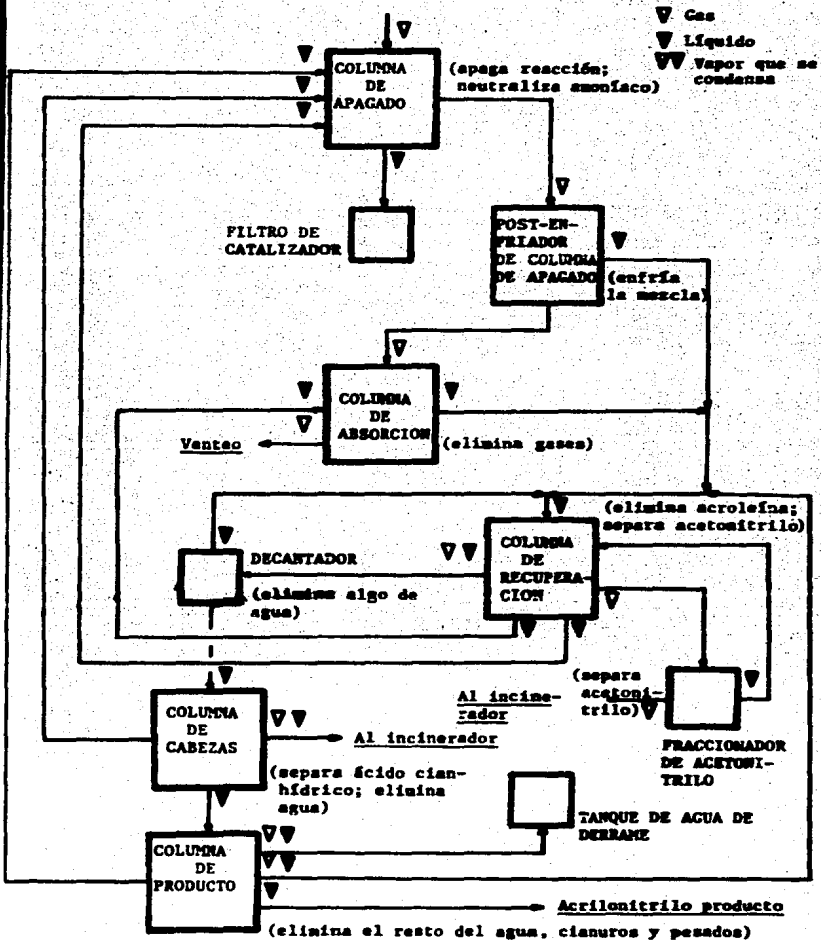 Gas
Líquido
Vapor que se
condensa
COLUMNA
DE
APAGADO
(apaga reacción;
neutraliza amoníaco)
FILTRO DE
CATALIZADOR
POST-EN-
FRIADOR
DE COLUMNA
DE APAGADO
(enfría
la mezcla)
COLUMNA
DE
ABSORCION
Venteo
(elimina gases)
(elimina acroleína;
separa acetonitrilo)
COLUMNA
DE
RECUPERA-
CION
DECANTADOR
(elimina algo de
agua)
(separa
acetoni-
trilo)
Al incine-
rador
FRACCIONADOR
DE ACETONI-
TRILO
COLUMNA
DE
CABEZAS
Al incinerador
(separa ácido cian-
hídrico; elimina
agua)
TANQUE DE AGUA DE
DERRAME
COLUMNA
DE
PRODUCTO
Acrilonitrilo producto
(elimina el resto del agua, cianuros y pesados)